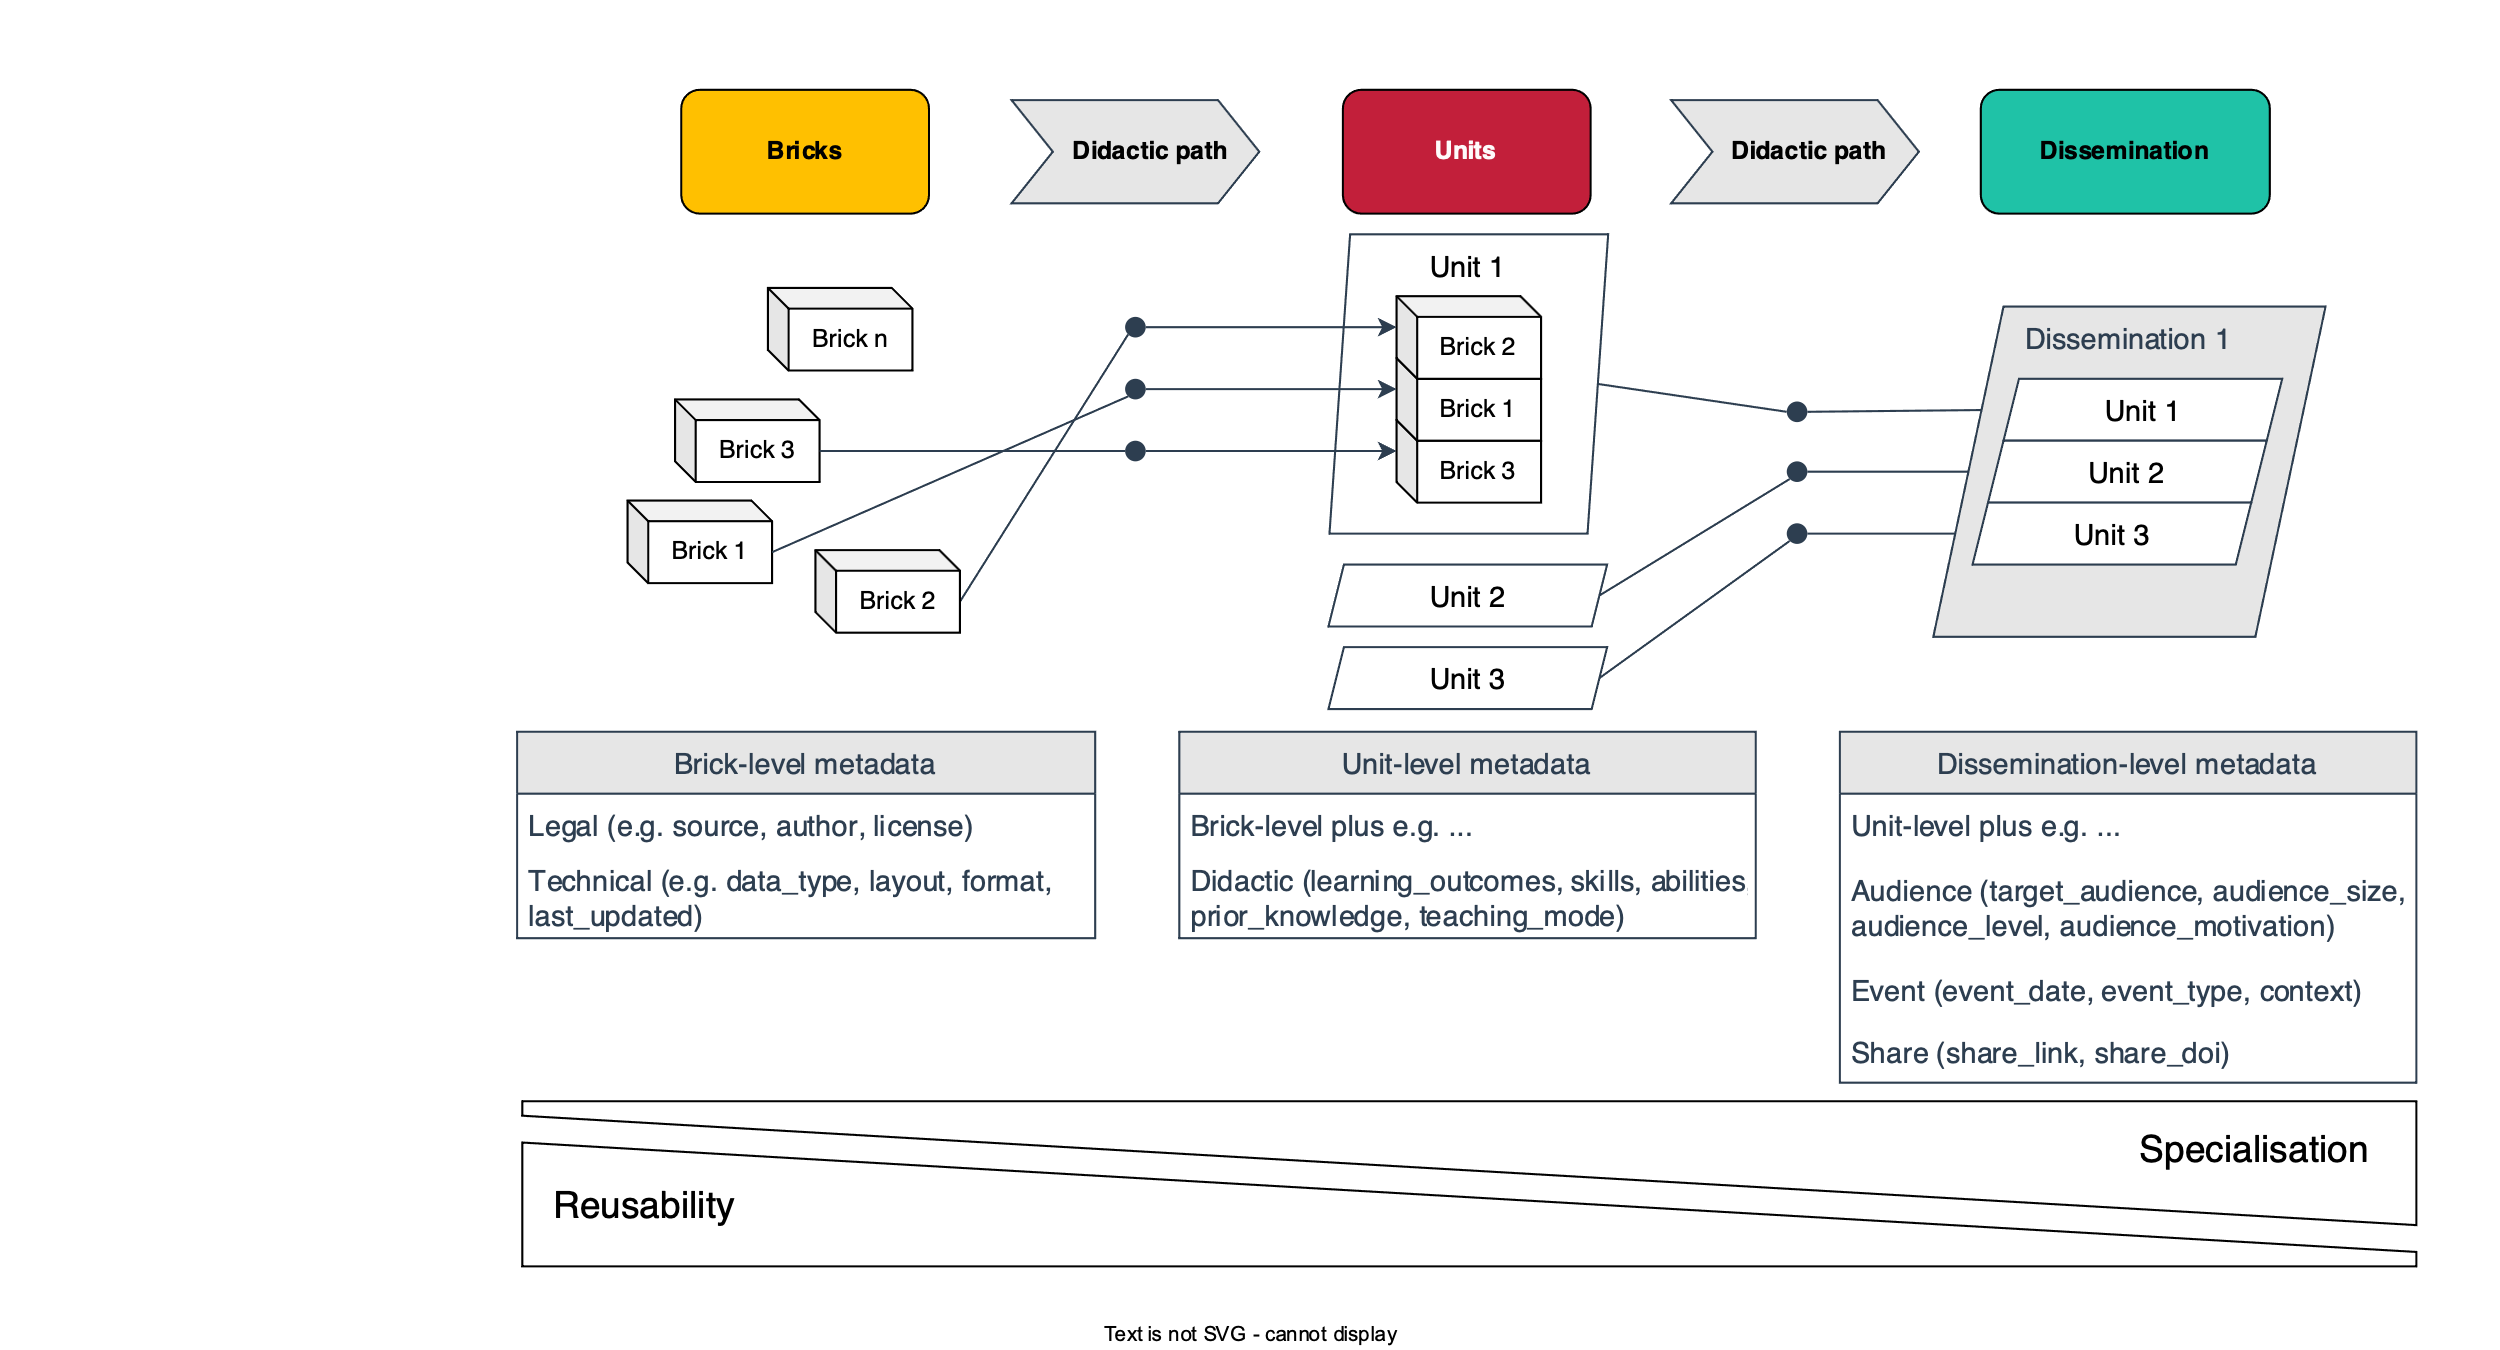 Bricks
Didactic path
Units
Didactic path
Dissemination
Brick n
Brick 3
Brick 1
Brick 2
Unit 1
Brick 2
Brick 1
Brick 3
Unit 2
Unit 3
Dissemination 1
Unit 1
Unit 2
Unit 3
Brick-level metadata
Legal (e.g. source, author, license)
Technical (e.g. data_type, layout, format,
last_updated)
Unit-level metadata
Brick-level plus e.g. ...
Didactic (learning_outcomes, skills, abilities
prior_knowledge, teaching_mode)
Dissemination-level metadata
Unit-level plus e.g. ...
Audience (target_audience, audience_size,
audience_level, audience_motivation)
Event (event_date, event_type, context)
Share (share_link, share_doi)
Specialisation
Reusability
Text is not SVG - cannot display